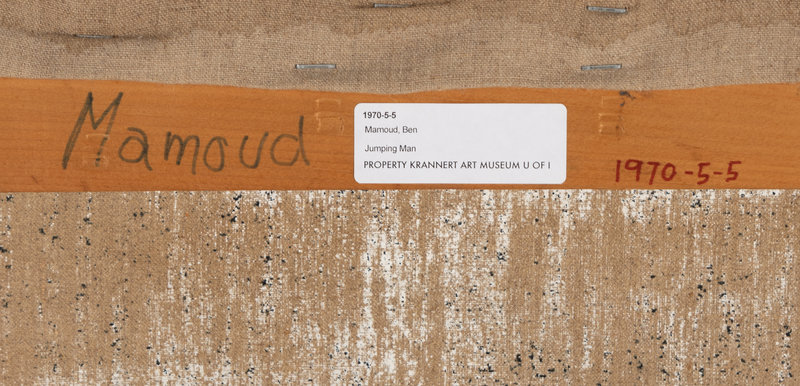 Mamoud
1970-5-5
Mamoud, Ben
Jumping Man
PROPERTY KRANNERT ART MUSEUM U OF I
1970-5-5